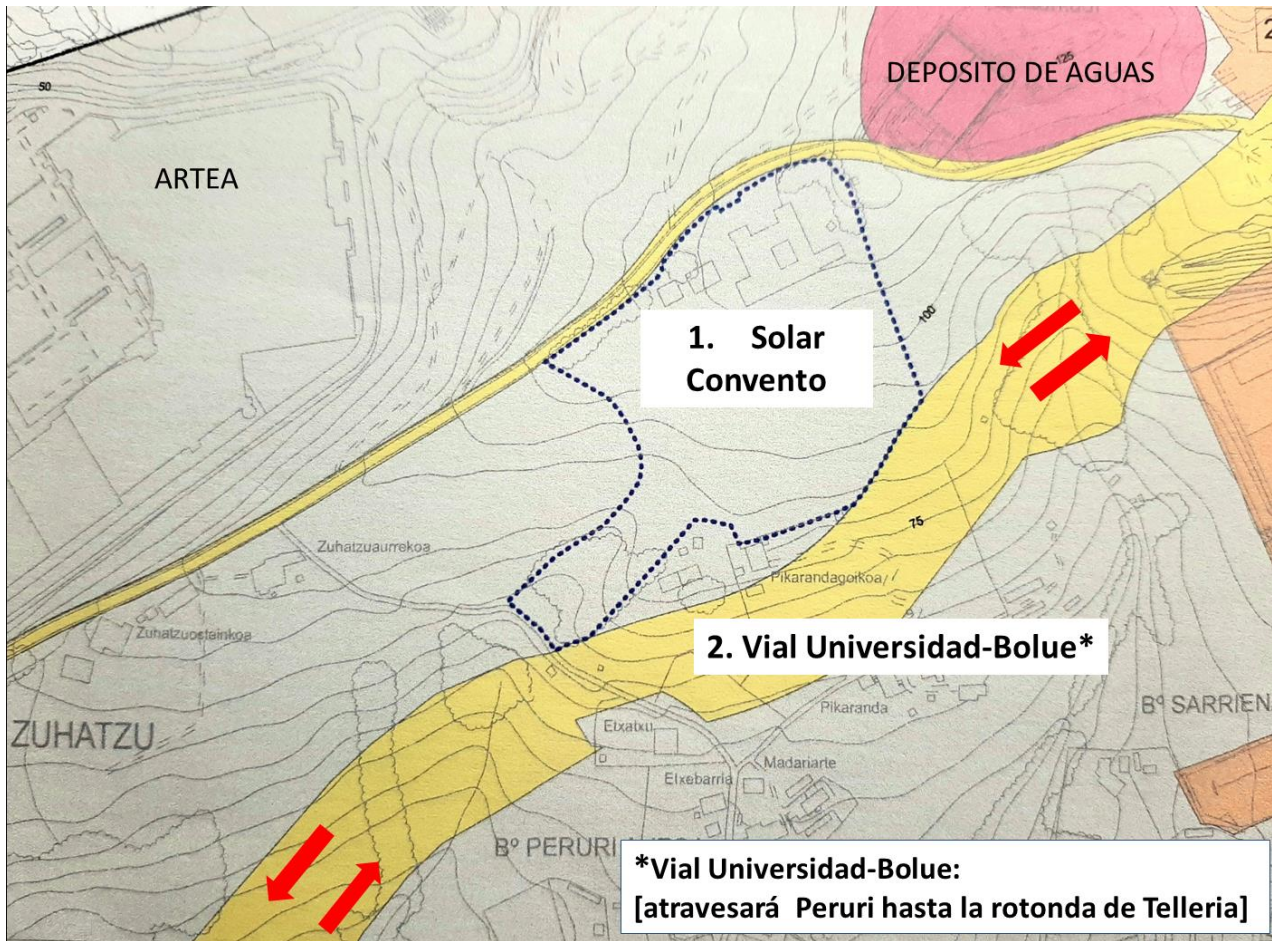 DEPOSITO DE AGUAS
125
2
50
ARTEA
1. Solar
Convento
100
75
Zuhatzuaurrekoa
Pikarandagoikoa
Zuhatzuostainkoa
2. Vial Universidad-Bolue*
Pikaranda
Bº SARRIEN
ZUHATZU
Etxatxu
Madariarte
Etxebarria
Bº PERURI
*Vial Universidad-Bolue:
[atravesará Peruri hasta la rotonda de Telleria]